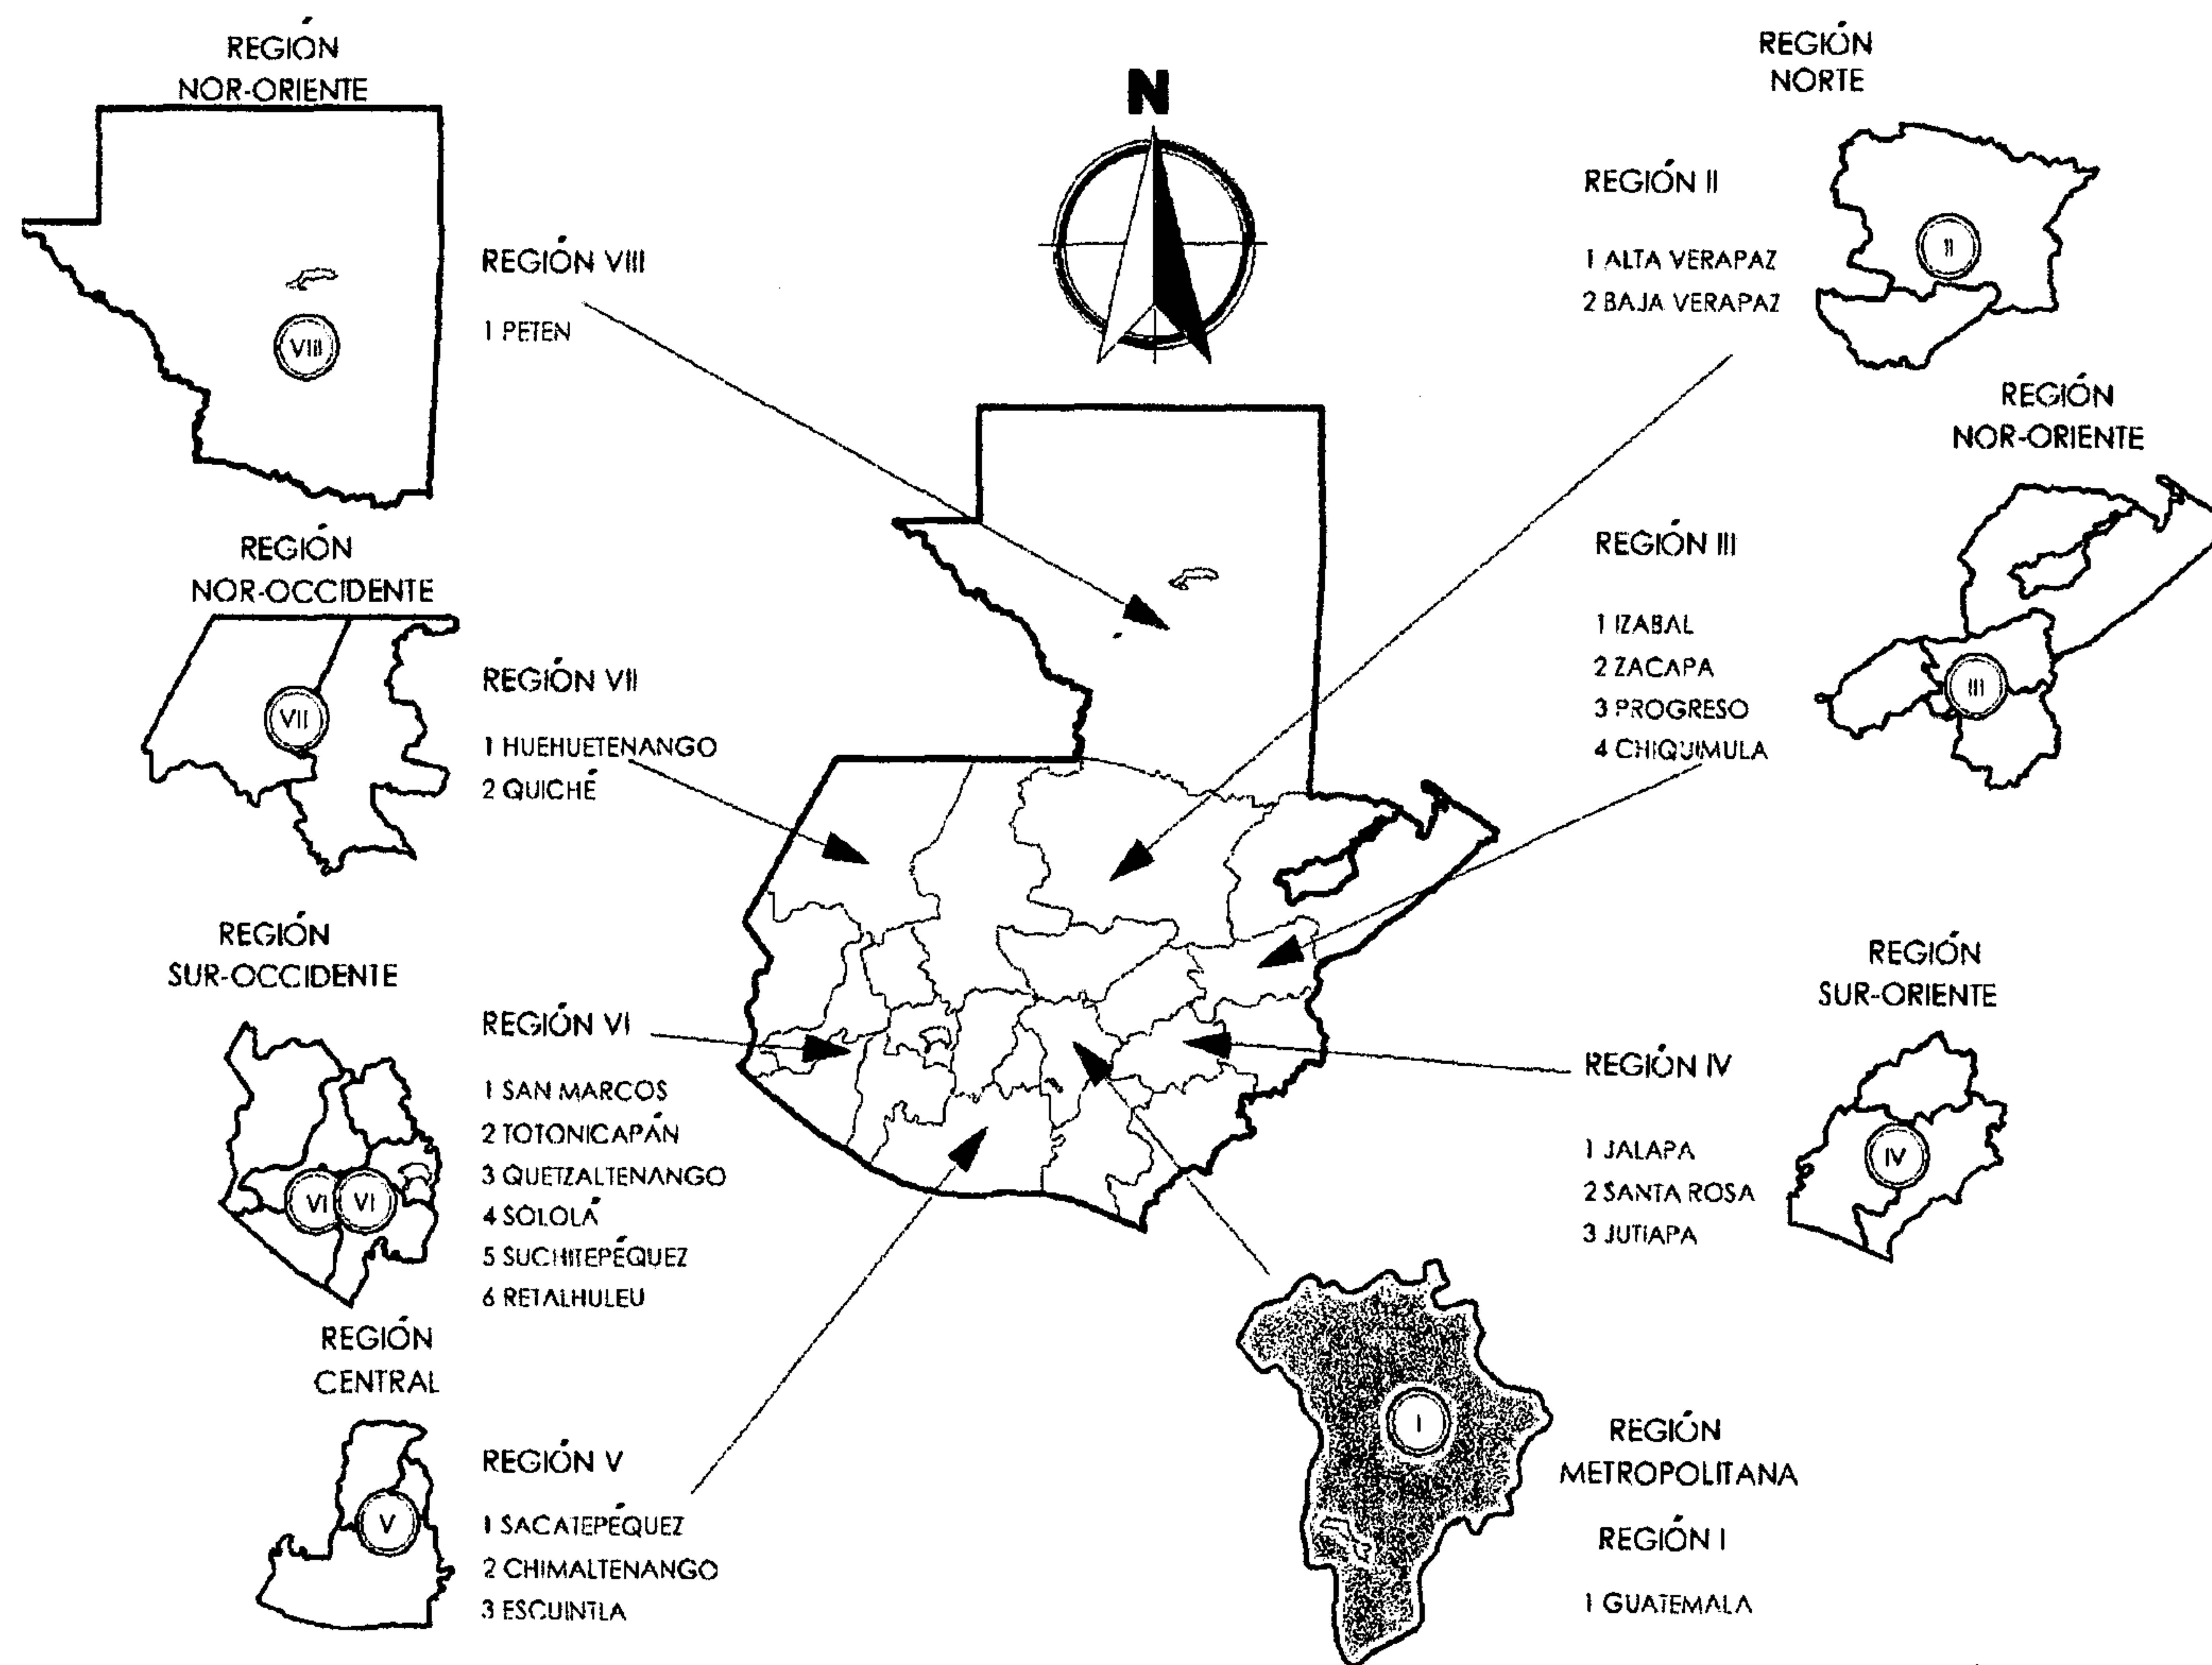 REGIÓN
NOR-ORIENTE
VIII
REGIÓN VIII
1 PETEN
N
REGIÓN
NORTE
II
REGIÓN II
1 ALTA VERAPAZ
2 BAJA VERAPAZ
REGIÓN
NOR-ORIENTE
III
REGIÓN III
1 IZABAL
2 ZACAPA
3 PROGRESO
4 CHIQUIMULA
REGIÓN
NOR-OCCIDENTE
VII
REGIÓN VII
1 HUEHUETENANGO
2 QUICHÉ
REGIÓN
SUR-OCCIDENTE
VI
VI
REGIÓN VI
1 SAN MARCOS
2 TOTONICAPÁN
3 QUETZALTENANGO
4 SOLOLÁ
5 SUCHITEPÉQUEZ
6 RETALHULEU
REGIÓN
SUR-ORIENTE
IV
REGIÓN IV
1 JALAPA
2 SANTA ROSA
3 JUTIAPA
REGIÓN
CENTRAL
V
REGIÓN V
1 SACATEPÉQUEZ
2 CHIMALTENANGO
3 ESCUINTLA
I
REGIÓN
METROPOLITANA
REGIÓN I
1 GUATEMALA